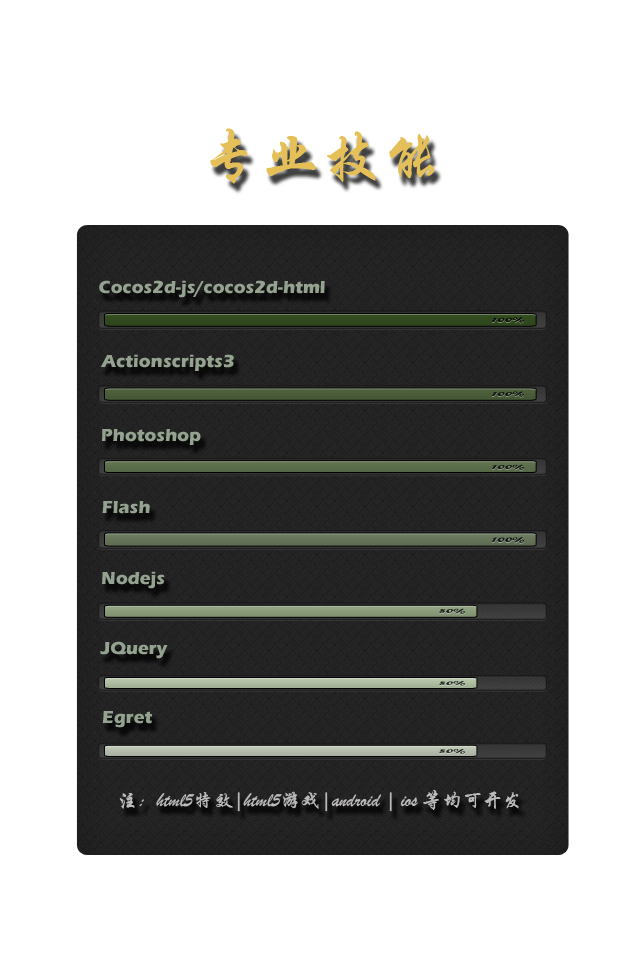 专业技能
Cocos2d-js/cocos2d-html
100%
Actionscripts3
100%
Photoshop
100%
Flash
100%
Nodejs
80%
JQuery
80%
Egret
80%
注：html5特效|html5游戏|android | ios 等均可开发